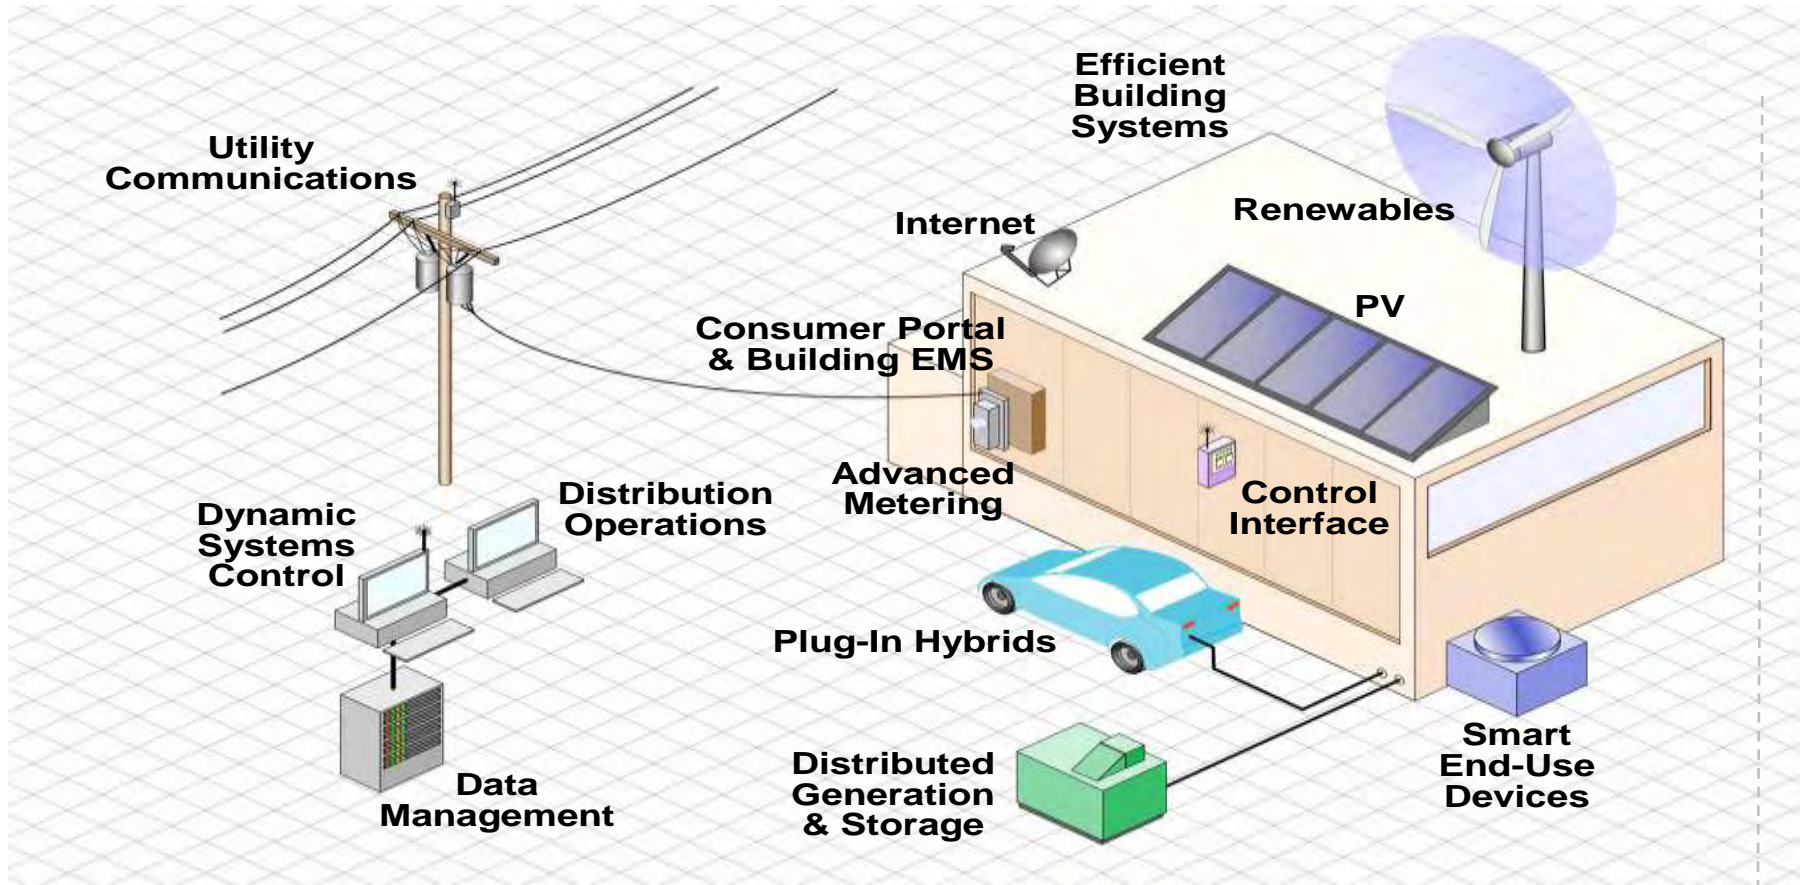 Efficient
Building
Systems
Utility
Communications
Renewables
Internet
PV
Consumer Portal
& Building EMS
Advanced
Metering
Control
Interface
Distribution
Operations
Dynamic
Systems
Control
Plug-In Hybrids
Smart
End-Use
Devices
Distributed
Generation
& Storage
Data
Management